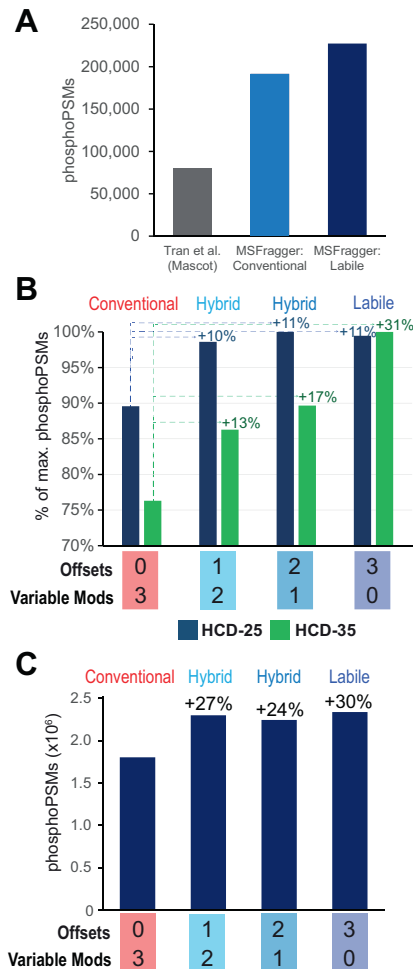 A
phosphoPSMs
250,000
200,000
150,000
100,000
50,000
0
Tran et al. (Mascot)
MSFragger: Conventional
MSFragger: Labile
B
Conventional Hybrid Hybrid Labile
% of max. phosphoPSMs
100%
95%
90%
85%
80%
75%
70%
+10%
+11%
+11%
+31%
+13%
+17%
Offsets 0 1 2 3
Variable Mods 3 2 1 0
HCD-25 HCD-35
C
Conventional Hybrid Hybrid Labile
phosphoPSMs (x10⁶)
2.5
2.0
1.5
1.0
0.5
0
+27%
+24%
+30%
Offsets 0 1 2 3
Variable Mods 3 2 1 0